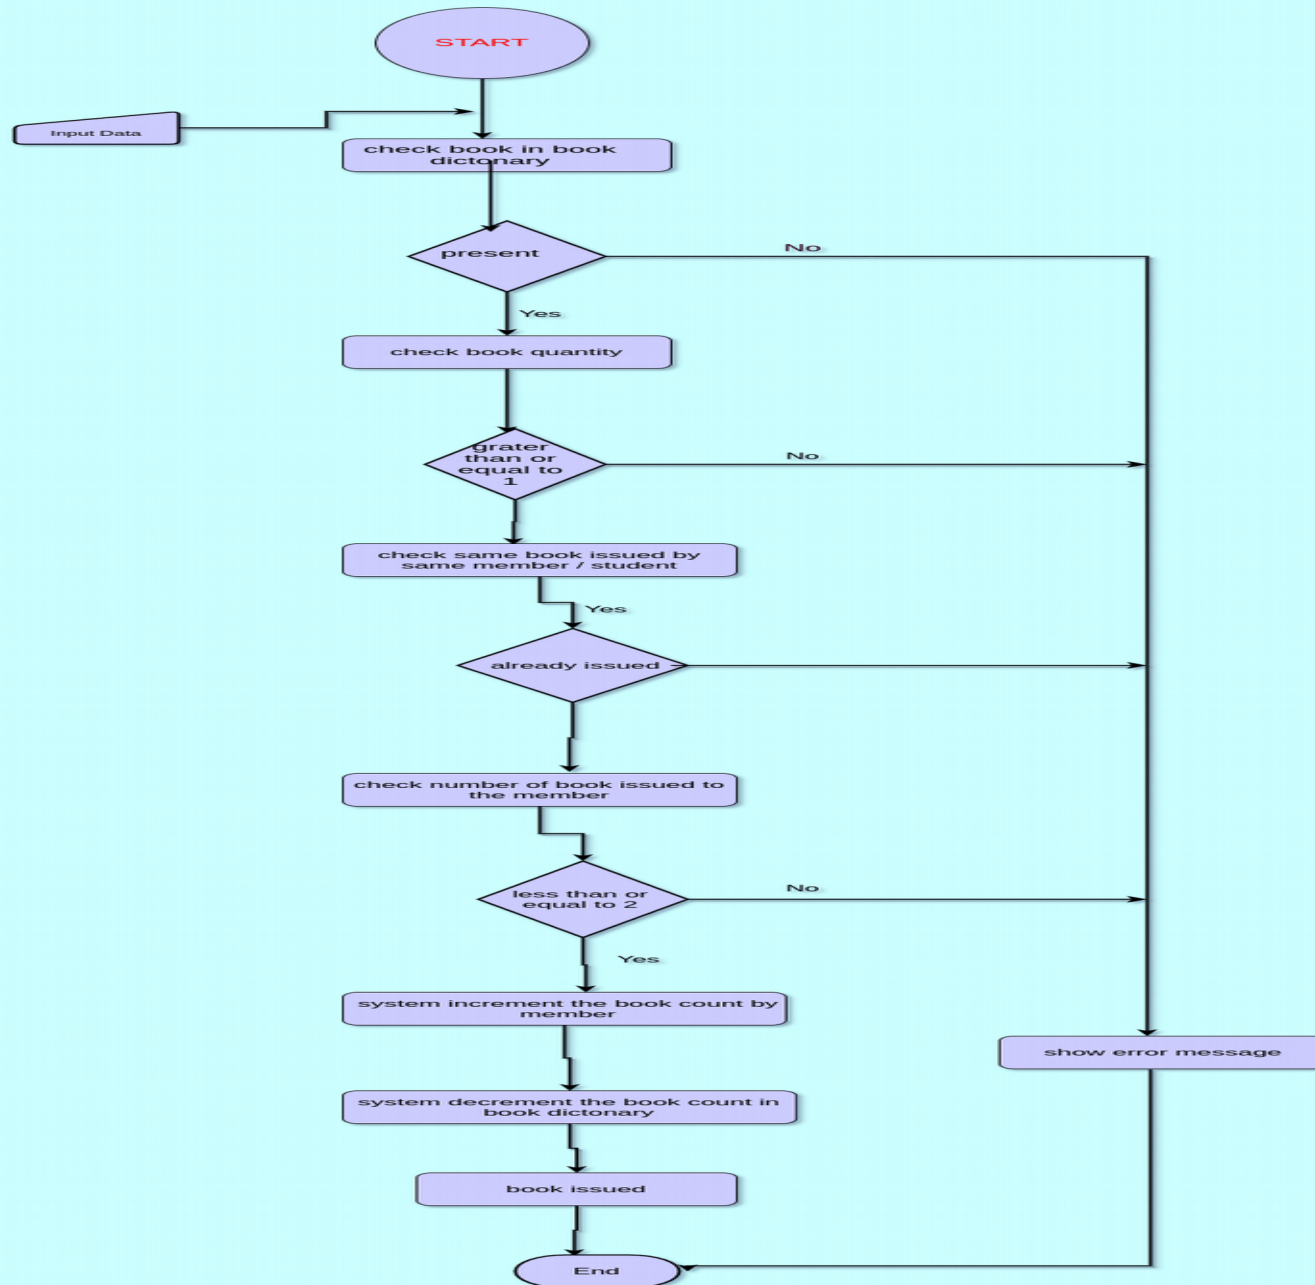 START
Input Data
check book in book
dictonary
present
No
Yes
check book quantity
grater
than or
equal to
1
No
check same book issued by
same member / student
Yes
already issued
check number of book issued to
the member
less than or
equal to 2
No
Yes
system increment the book count by
member
show error message
system decrement the book count in
book dictonary
book issued
End